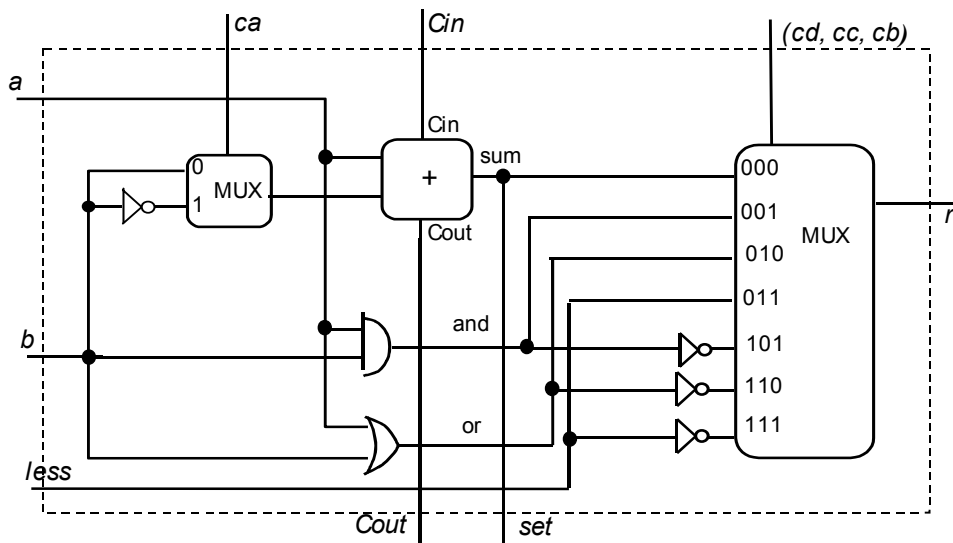 ca
Cin
(cd, cc, cb)
a
Cin
sum
0
MUX
1
+
000
001
MUX
r
Cout
010
011
and
b
101
110
or
111
less
Cout
set